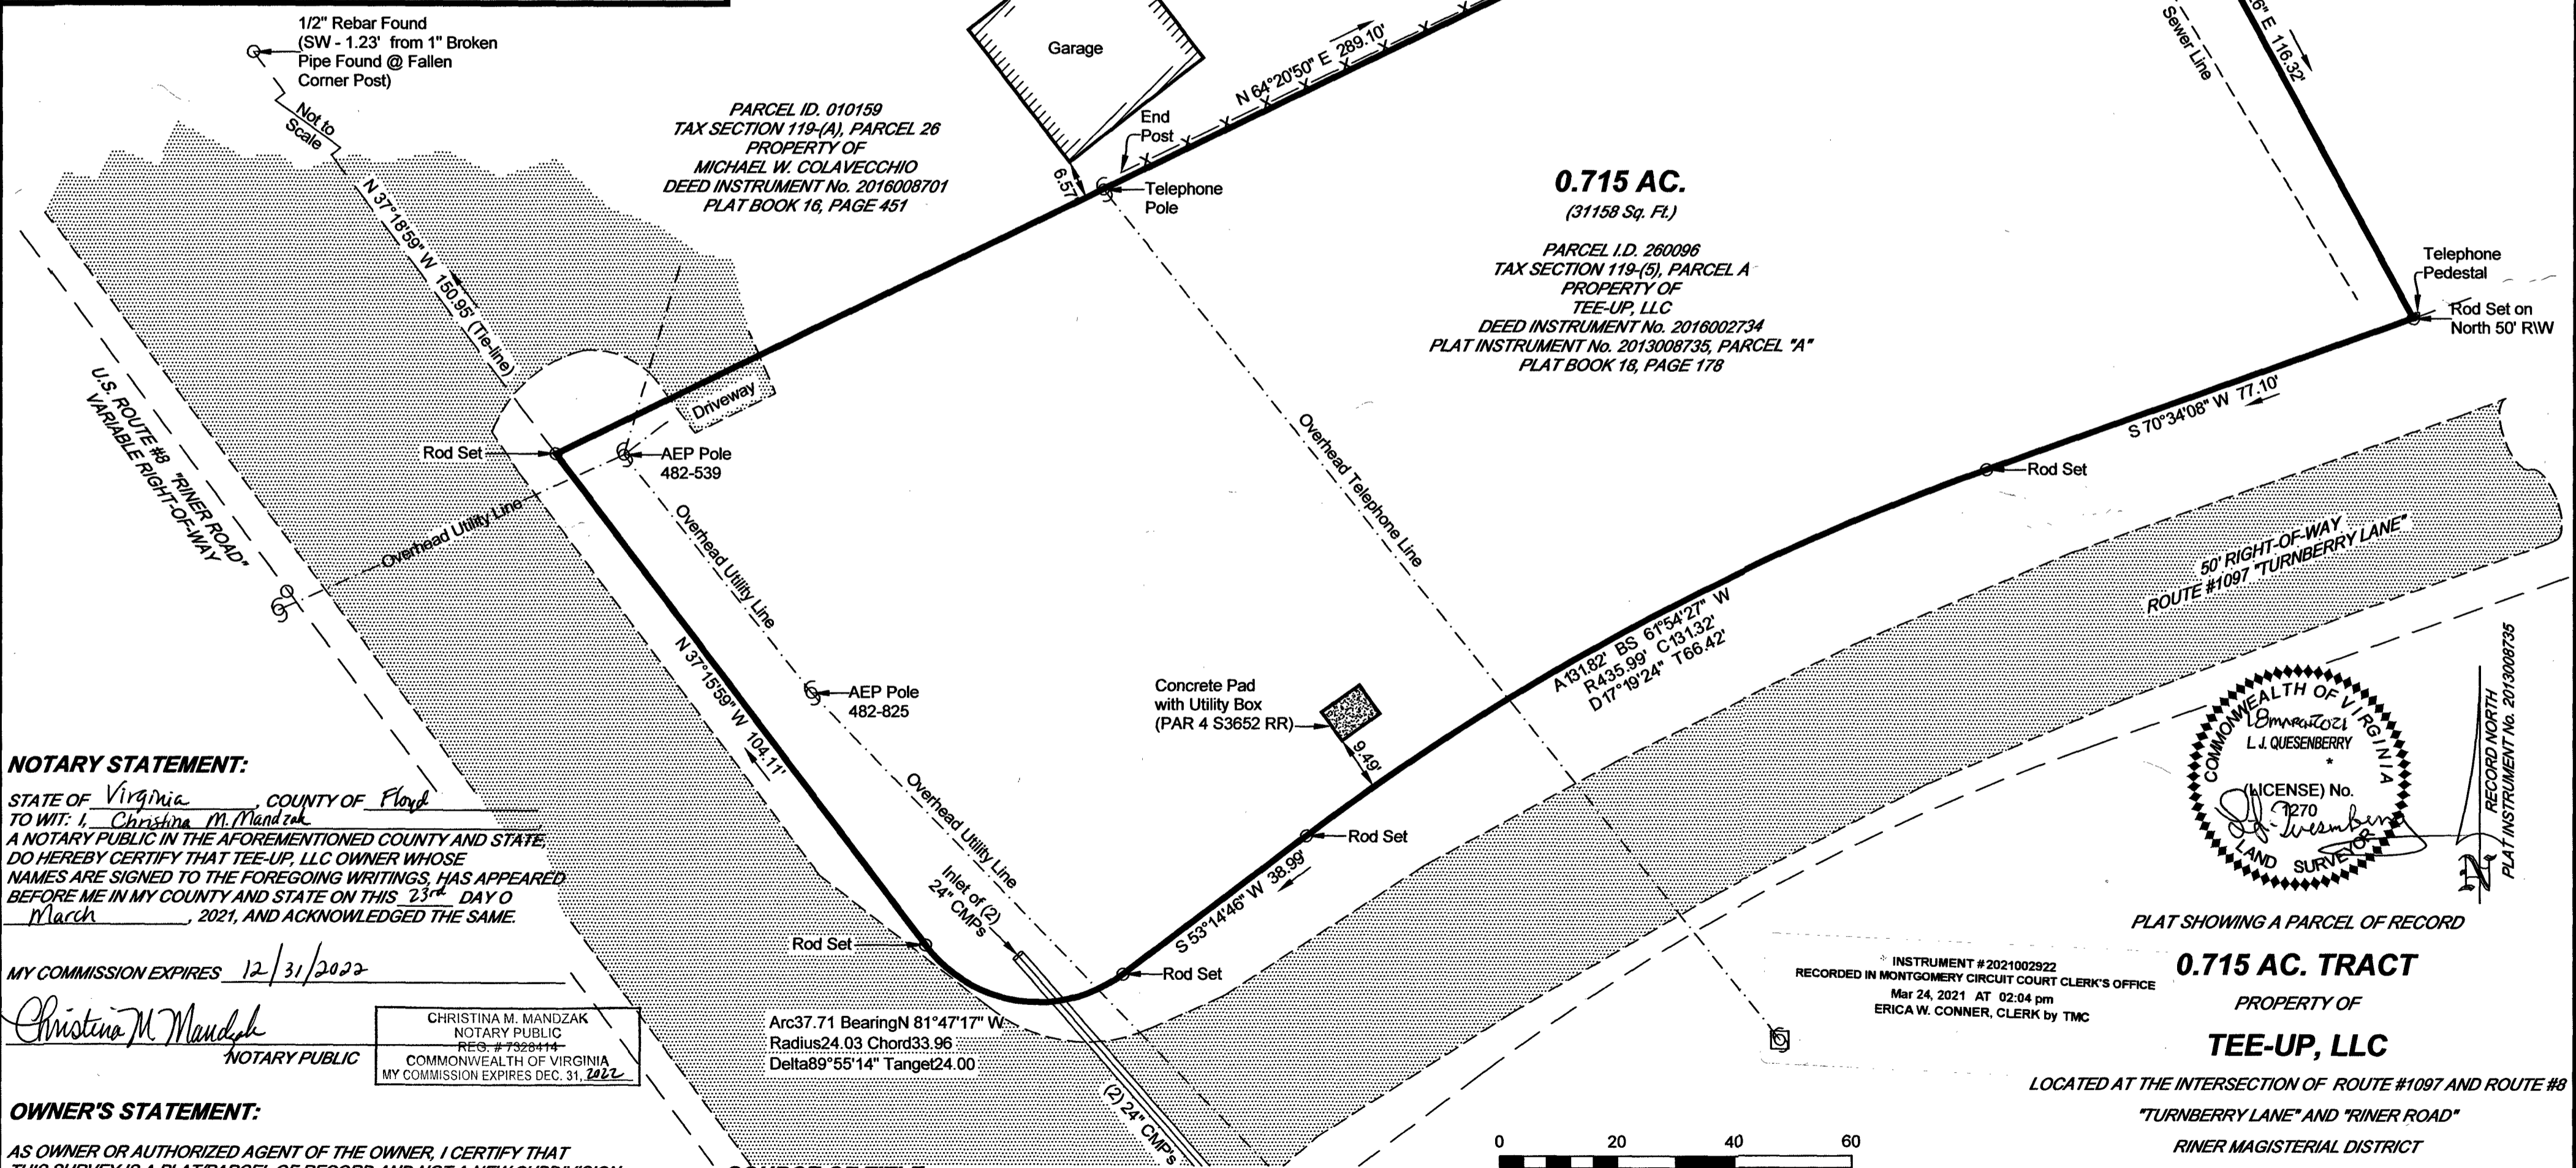 1/2" Rebar Found
(SW - 1.23' from 1" Broken
Pipe Found @ Fallen
Corner Post)
Not to
Scale
N 37°18'59" W 150.95' (Tie-line)
U.S. ROUTE #8 "RINER ROAD"
VARIABLE RIGHT-OF-WAY
PARCEL ID. 010159
TAX SECTION 119-(A), PARCEL 26
PROPERTY OF
MICHAEL W. COLAVECCHIO
DEED INSTRUMENT No. 2016008701
PLAT BOOK 16, PAGE 451
Garage
6.57'
N 64°20'50" E 289.10'
End
Post
Telephone
Pole
Sewer Line
6" E 116.32'
0.715 AC.
(31158 Sq. Ft.)
PARCEL I.D. 260096
TAX SECTION 119-(5), PARCEL A
PROPERTY OF
TEE-UP, LLC
DEED INSTRUMENT No. 2016002734
PLAT INSTRUMENT No. 2013008735, PARCEL "A"
PLAT BOOK 18, PAGE 178
Telephone
Pedestal
Rod Set on
North 50' R\W
S 70°34'08" W 77.10'
Rod Set
Driveway
Rod Set
AEP Pole
482-539
Overhead Utility Line
Overhead Utility Line
Overhead Telephone Line
50' RIGHT-OF-WAY
ROUTE #1097 "TURNBERRY LANE"
A131.82' BS 61°54'27" W
R435.99' C131.32'
D17°19'24" T66.42'
N 37°15'59" W 104.11'
AEP Pole
482-825
Concrete Pad
with Utility Box
(PAR 4 S3652 RR)
9.49'
Rod Set
S 53°14'46" W 38.99'
Overhead Utility Line
Inlet of (2)
24" CMPs
Rod Set
Rod Set
Arc37.71 BearingN 81°47'17" W
Radius24.03 Chord33.96
Delta89°55'14" Tanget24.00
(2) 24" CMP's
NOTARY STATEMENT:
STATE OF Virginia, COUNTY OF Floyd
TO WIT: I, Christina M. Mandzak
A NOTARY PUBLIC IN THE AFOREMENTIONED COUNTY AND STATE,
DO HEREBY CERTIFY THAT TEE-UP, LLC OWNER WHOSE
NAMES ARE SIGNED TO THE FOREGOING WRITINGS, HAS APPEARED
BEFORE ME IN MY COUNTY AND STATE ON THIS 23rd DAY O
March, 2021, AND ACKNOWLEDGED THE SAME.
MY COMMISSION EXPIRES 12/31/2022
Christina M Mandzak
NOTARY PUBLIC
CHRISTINA M. MANDZAK
NOTARY PUBLIC
REG. # 7328414
COMMONWEALTH OF VIRGINIA
MY COMMISSION EXPIRES DEC. 31, 2022
OWNER'S STATEMENT:
AS OWNER OR AUTHORIZED AGENT OF THE OWNER, I CERTIFY THAT
COMMONWEALTH OF VIRGINIA
L.J. QUESENBERRY
*
(LICENSE) No.
1270
LAND SURVEYOR
RECORD NORTH
PLAT INSTRUMENT No. 2013008735
INSTRUMENT #2021002922
RECORDED IN MONTGOMERY CIRCUIT COURT CLERK'S OFFICE
Mar 24, 2021 AT 02:04 pm
ERICA W. CONNER, CLERK by TMC
PLAT SHOWING A PARCEL OF RECORD
0.715 AC. TRACT
PROPERTY OF
TEE-UP, LLC
LOCATED AT THE INTERSECTION OF ROUTE #1097 AND ROUTE #8
"TURNBERRY LANE" AND "RINER ROAD"
RINER MAGISTERIAL DISTRICT
0 20 40 60